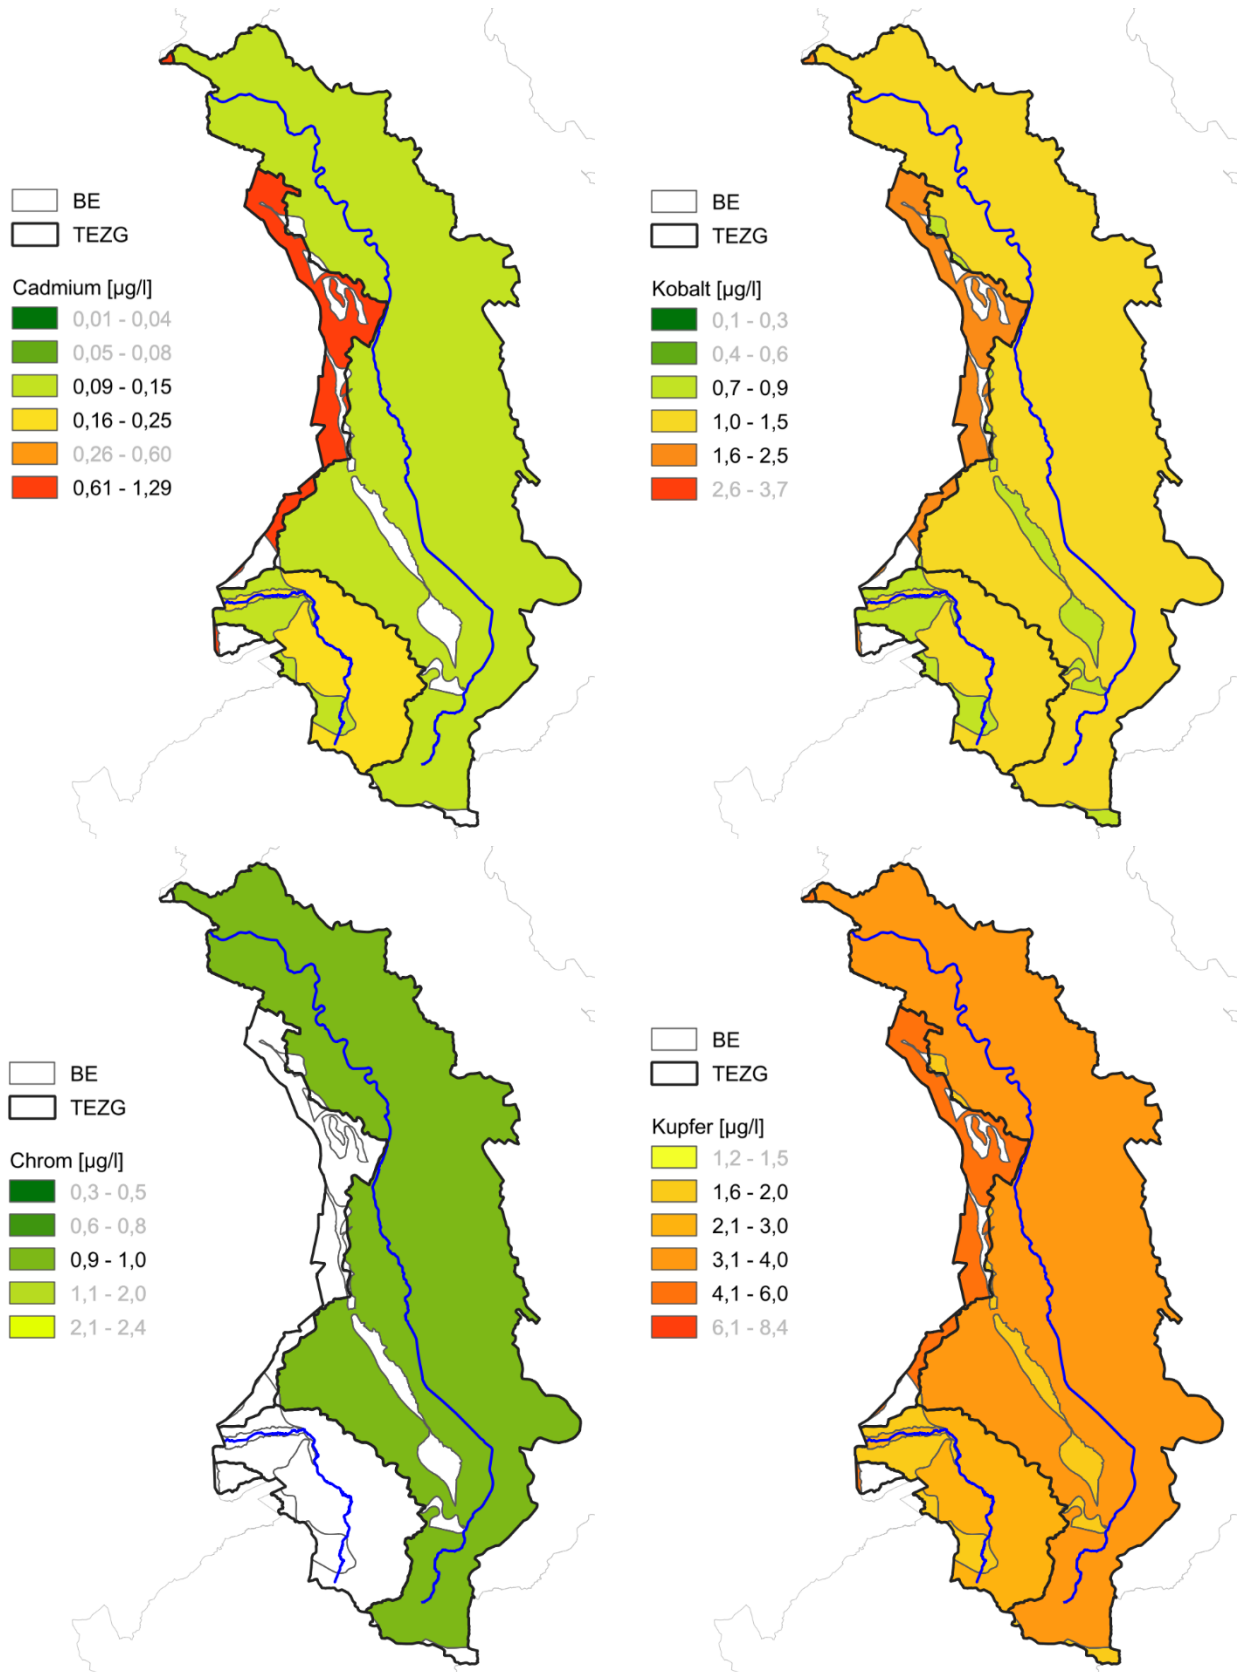 BE
TEZG
Cadmium [µg/l]
0,01 - 0,04
0,05 - 0,08
0,09 - 0,15
0,16 - 0,25
0,26 - 0,60
0,61 - 1,29
BE
TEZG
Kobalt [µg/l]
0,1 - 0,3
0,4 - 0,6
0,7 - 0,9
1,0 - 1,5
1,6 - 2,5
2,6 - 3,7
BE
TEZG
Chrom [µg/l]
0,3 - 0,5
0,6 - 0,8
0,9 - 1,0
1,1 - 2,0
2,1 - 2,4
BE
TEZG
Kupfer [µg/l]
1,2 - 1,5
1,6 - 2,0
2,1 - 3,0
3,1 - 4,0
4,1 - 6,0
6,1 - 8,4